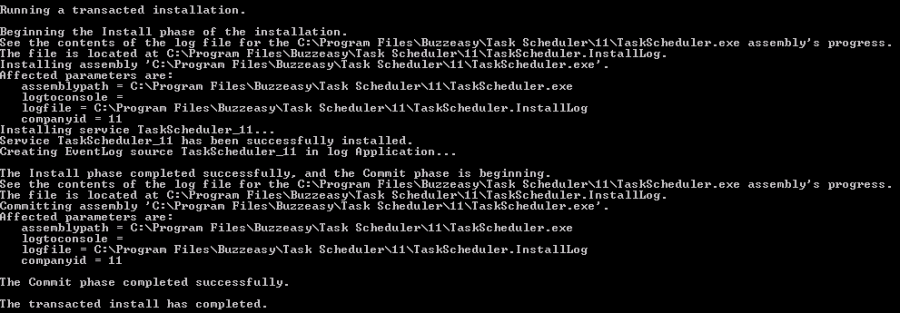 Running a transacted installation.
Beginning the Install phase of the installation.
See the contents of the log file for the C:\Program Files\Buzzeasy\Task Scheduler\11\TaskScheduler.exe assembly's progress.
The file is located at C:\Program Files\Buzzeasy\Task Scheduler\11\TaskScheduler.InstallLog.
Installing assembly 'C:\Program Files\Buzzeasy\Task Scheduler\11\TaskScheduler.exe'.
Affected parameters are:
assemblypath = C:\Program Files\Buzzeasy\Task Scheduler\11\TaskScheduler.exe
logtoconsole =
logfile = C:\Program Files\Buzzeasy\Task Scheduler\11\TaskScheduler.InstallLog
companyid = 11
Installing service TaskScheduler_11...
Service TaskScheduler_11 has been successfully installed.
Creating EventLog source TaskScheduler_11 in log Application...
The Install phase completed successfully, and the Commit phase is beginning.
See the contents of the log file for the C:\Program Files\Buzzeasy\Task Scheduler\11\TaskScheduler.exe assembly's progress.
The file is located at C:\Program Files\Buzzeasy\Task Scheduler\11\TaskScheduler.InstallLog.
Committing assembly 'C:\Program Files\Buzzeasy\Task Scheduler\11\TaskScheduler.exe'.
Affected parameters are:
assemblypath = C:\Program Files\Buzzeasy\Task Scheduler\11\TaskScheduler.exe
logtoconsole =
logfile = C:\Program Files\Buzzeasy\Task Scheduler\11\TaskScheduler.InstallLog
companyid = 11
The Commit phase completed successfully.
The transacted install has completed.